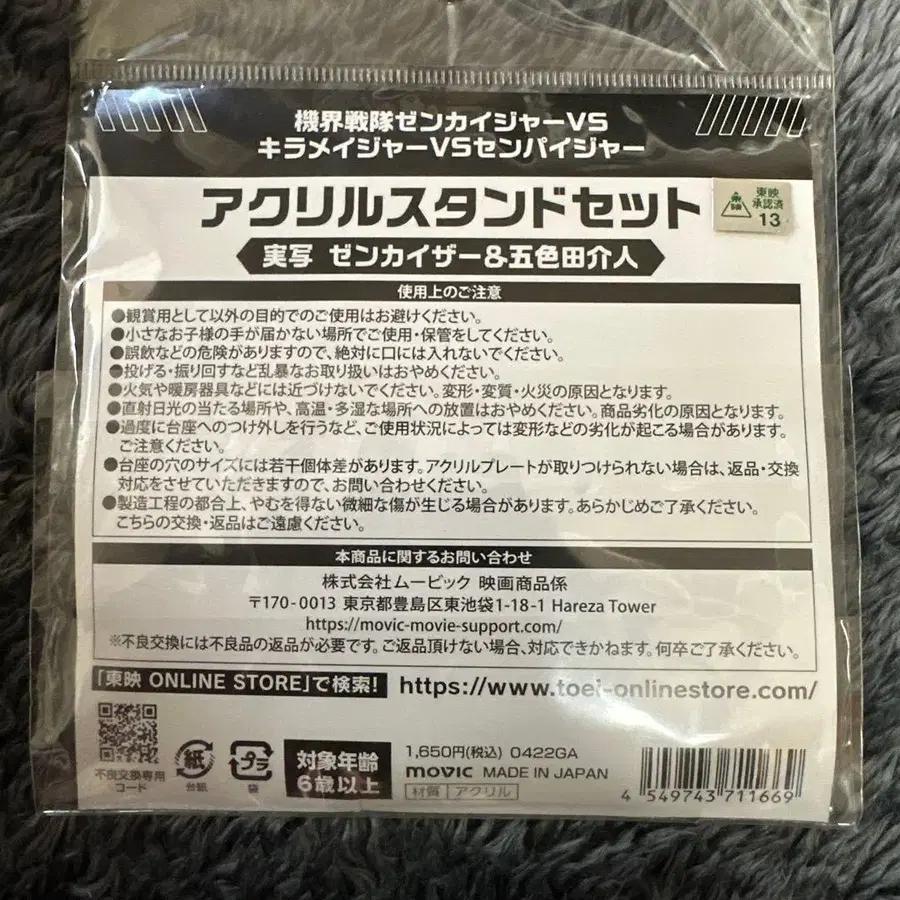 機界戦隊ゼンカイジャーVS
キラメイジャーVSセンパイジャー
アクリルスタンドセット
東映
東映
承認済
13
実写 ゼンカイザー&五色田介人
使用上のご注意
●観賞用として以外の目的でのご使用はお避けください。
●小さなお子様の手が届かない場所でご使用・保管をしてください。
●誤飲などの危険がありますので、絶対に口には入れないでください。
●投げる・振り回すなど乱暴なお取り扱いはおやめください。
●火気や暖房器具などには近づけないでください。変形・変質・火災の原因となります。
●直射日光の当たる場所や、高温・多湿な場所への放置はおやめください。商品劣化の原因となります。
●過度に台座へのつけ外しを行うなど、ご使用状況によっては変形などの劣化が起こる場合があります。
ご注意ください。
●台座の穴のサイズには若干個体差があります。アクリルプレートが取りつけられない場合は、返品・交換
対応をさせていただきますので、お問い合わせください。
●製造工程の都合上、やむを得ない微細な傷が生じる場合があります。あらかじめご了承ください。
こちらの交換・返品はご遠慮ください。
本商品に関するお問い合わせ
株式会社ムービック 映画商品係
〒170-0013 東京都豊島区東池袋1-18-1 Hareza Tower
https://movic-movie-support.com/
※不良交換には不良品の返品が必要です。ご返品頂けない場合、対応できかねます。何卒ご了承ください。
「東映 ONLINE STORE」で検索! https://www.toei-onlinestore.com/
不良交換専用
コード
紙
台紙
プラ
袋
対象年齢
6歳以上
1,650円(税込) 0422GA
movic MADE IN JAPAN
材質 アクリル
4 549743 711669